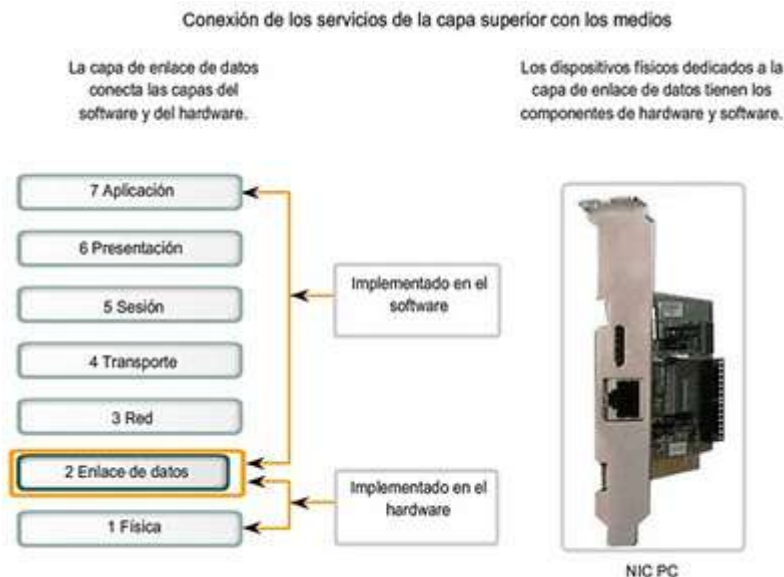 Conexión de los servicios de la capa superior con los medios
La capa de enlace de datos
conecta las capas del
software y del hardware.
Los dispositivos físicos dedicados a la
capa de enlace de datos tienen los
componentes de hardware y software.
7 Aplicación
6 Presentación
5 Sesión
4 Transporte
3 Red
2 Enlace de datos
1 Física
Implementado en el
software
Implementado en el
hardware
NIC PC